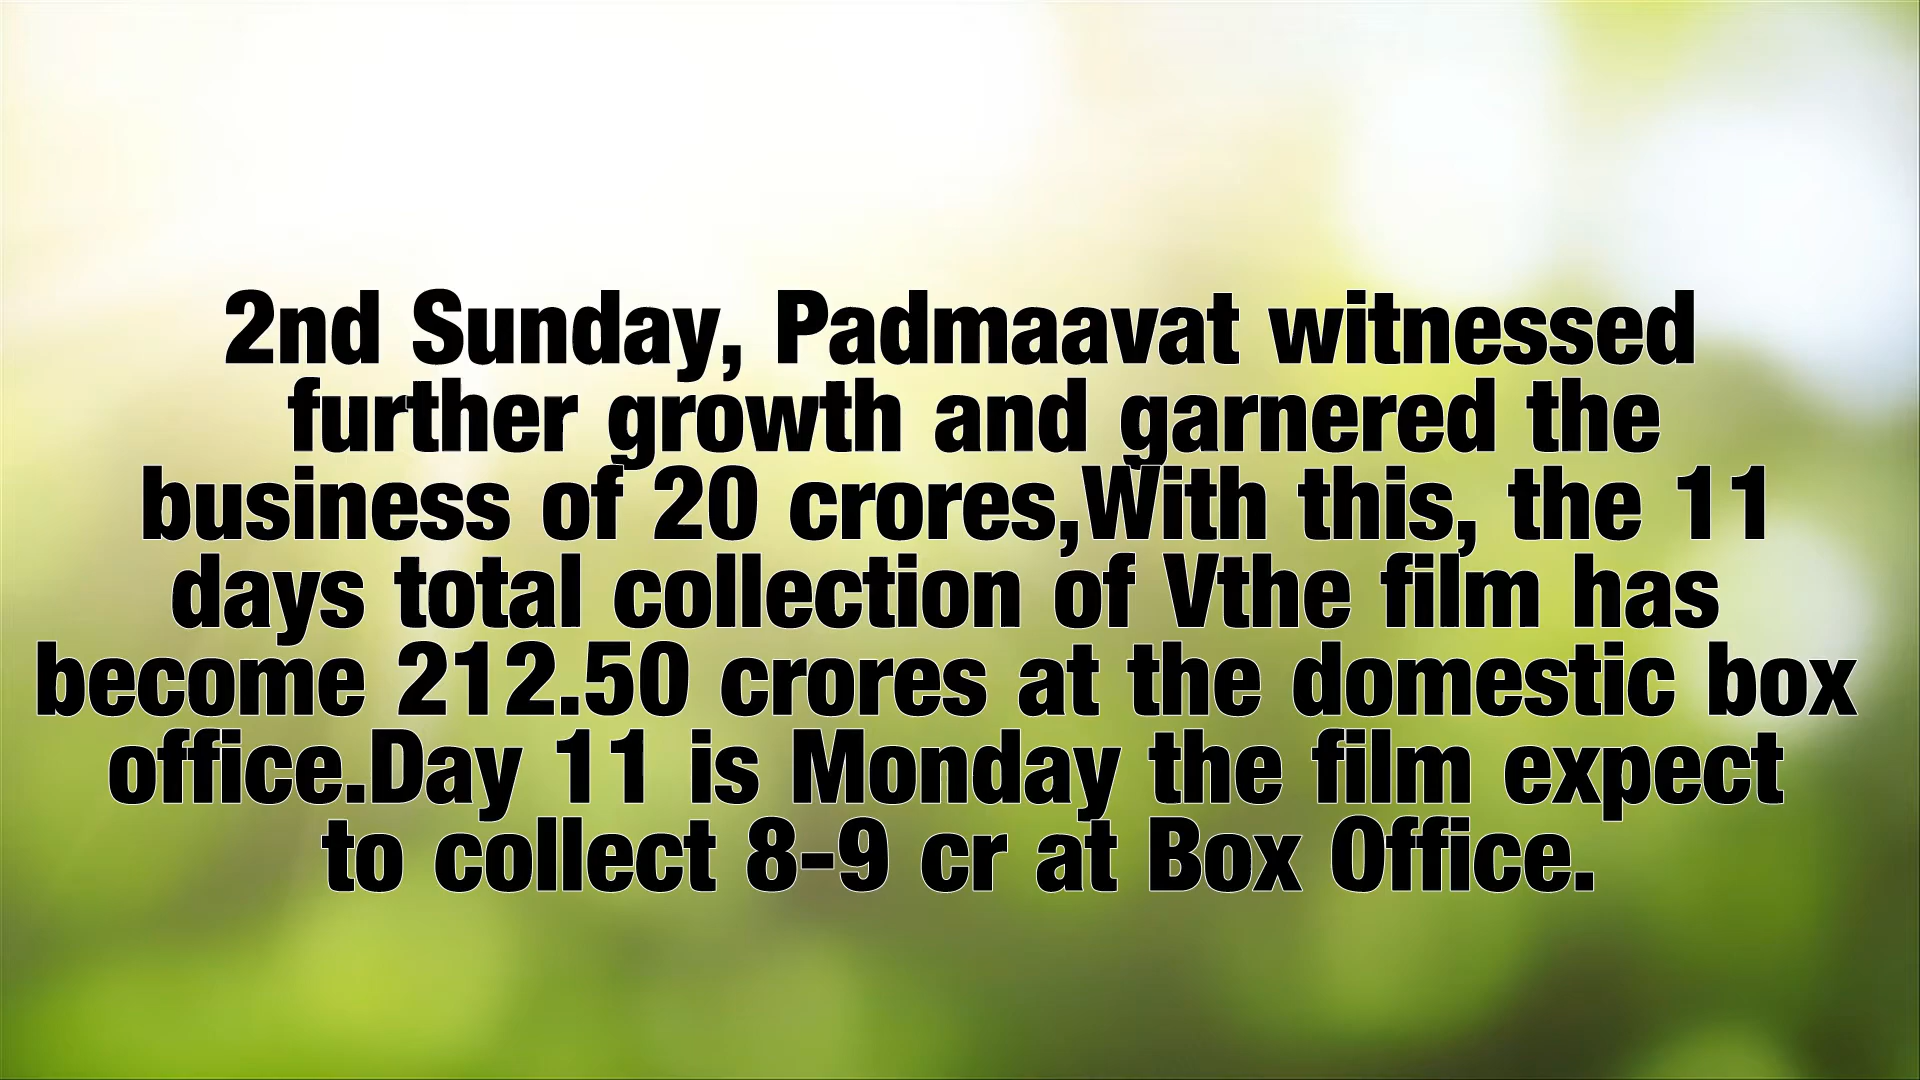 2nd Sunday, Padmaavat witnessed
further growth and garnered the
business of 20 crores,With this, the 11
days total collection of Vthe film has
become 212.50 crores at the domestic box
office.Day 11 is Monday the film expect
to collect 8-9 cr at Box Office.